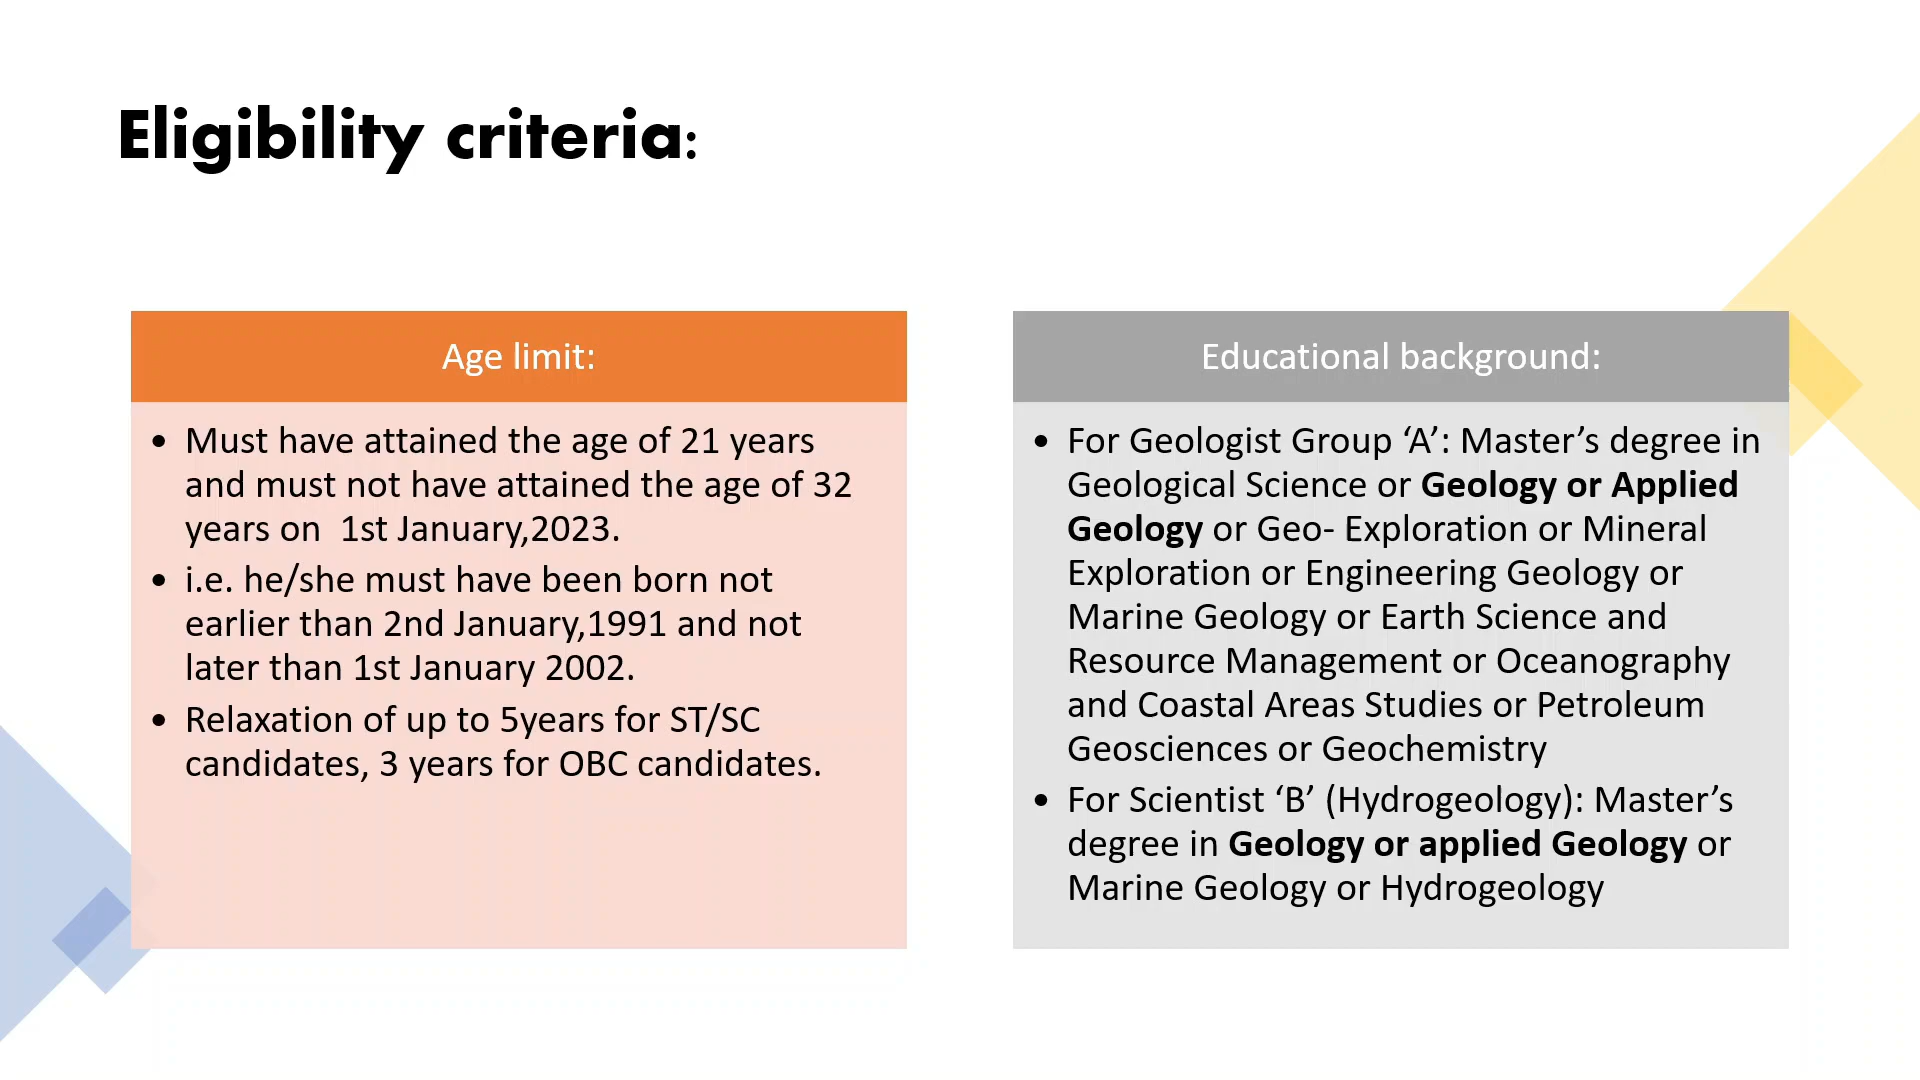 Eligibility criteria:
Age limit:
• Must have attained the age of 21 years
and must not have attained the age of 32
years on  1st January,2023.
• i.e. he/she must have been born not
earlier than 2nd January,1991 and not
later than 1st January 2002.
• Relaxation of up to 5years for ST/SC
candidates, 3 years for OBC candidates.
Educational background:
• For Geologist Group ‘A’: Master’s degree in
Geological Science or Geology or Applied
Geology or Geo- Exploration or Mineral
Exploration or Engineering Geology or
Marine Geology or Earth Science and
Resource Management or Oceanography
and Coastal Areas Studies or Petroleum
Geosciences or Geochemistry
• For Scientist ‘B’ (Hydrogeology): Master’s
degree in Geology or applied Geology or
Marine Geology or Hydrogeology